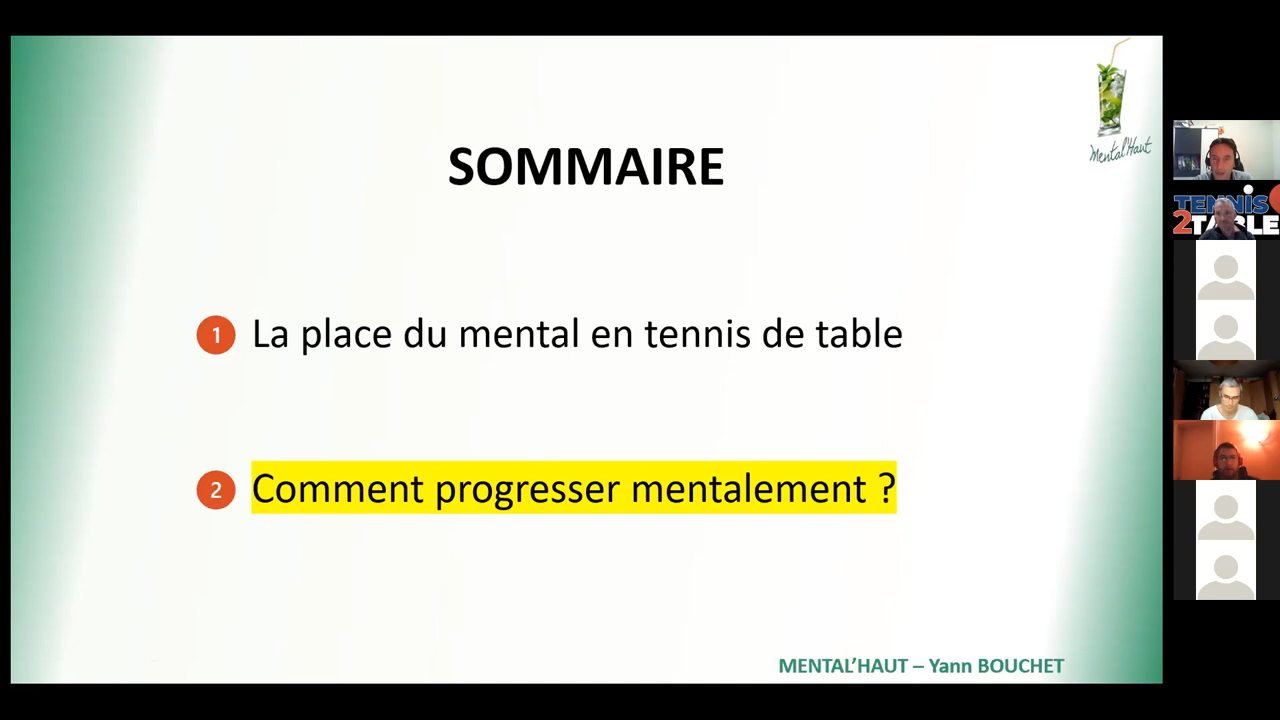 SOMMAIRE
Mental'Haut
1 La place du mental en tennis de table
2 Comment progresser mentalement ?
MENTAL'HAUT – Yann BOUCHET
TENNIS
2TABLE